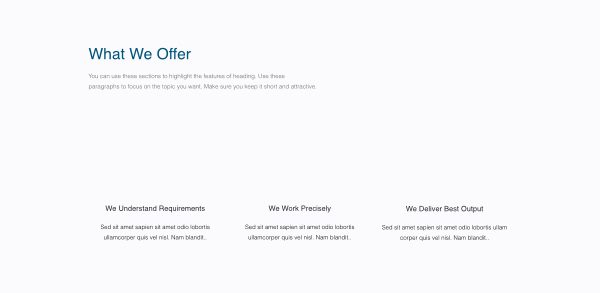 What We Offer
You can use these sections to highlight the features of heading. Use these
paragraphs to focus on the topic you want. Make sure you keep it short and attractive.
We Understand Requirements
Sed sit amet sapien sit amet odio lobortis
ullamcorper quis vel nisl. Nam blandit..
We Work Precisely
Sed sit amet sapien sit amet odio lobortis
ullamcorper quis vel nisl. Nam blandit..
We Deliver Best Output
Sed sit amet sapien sit amet odio lobortis ullam
corper quis vel nisl. Nam blandit..